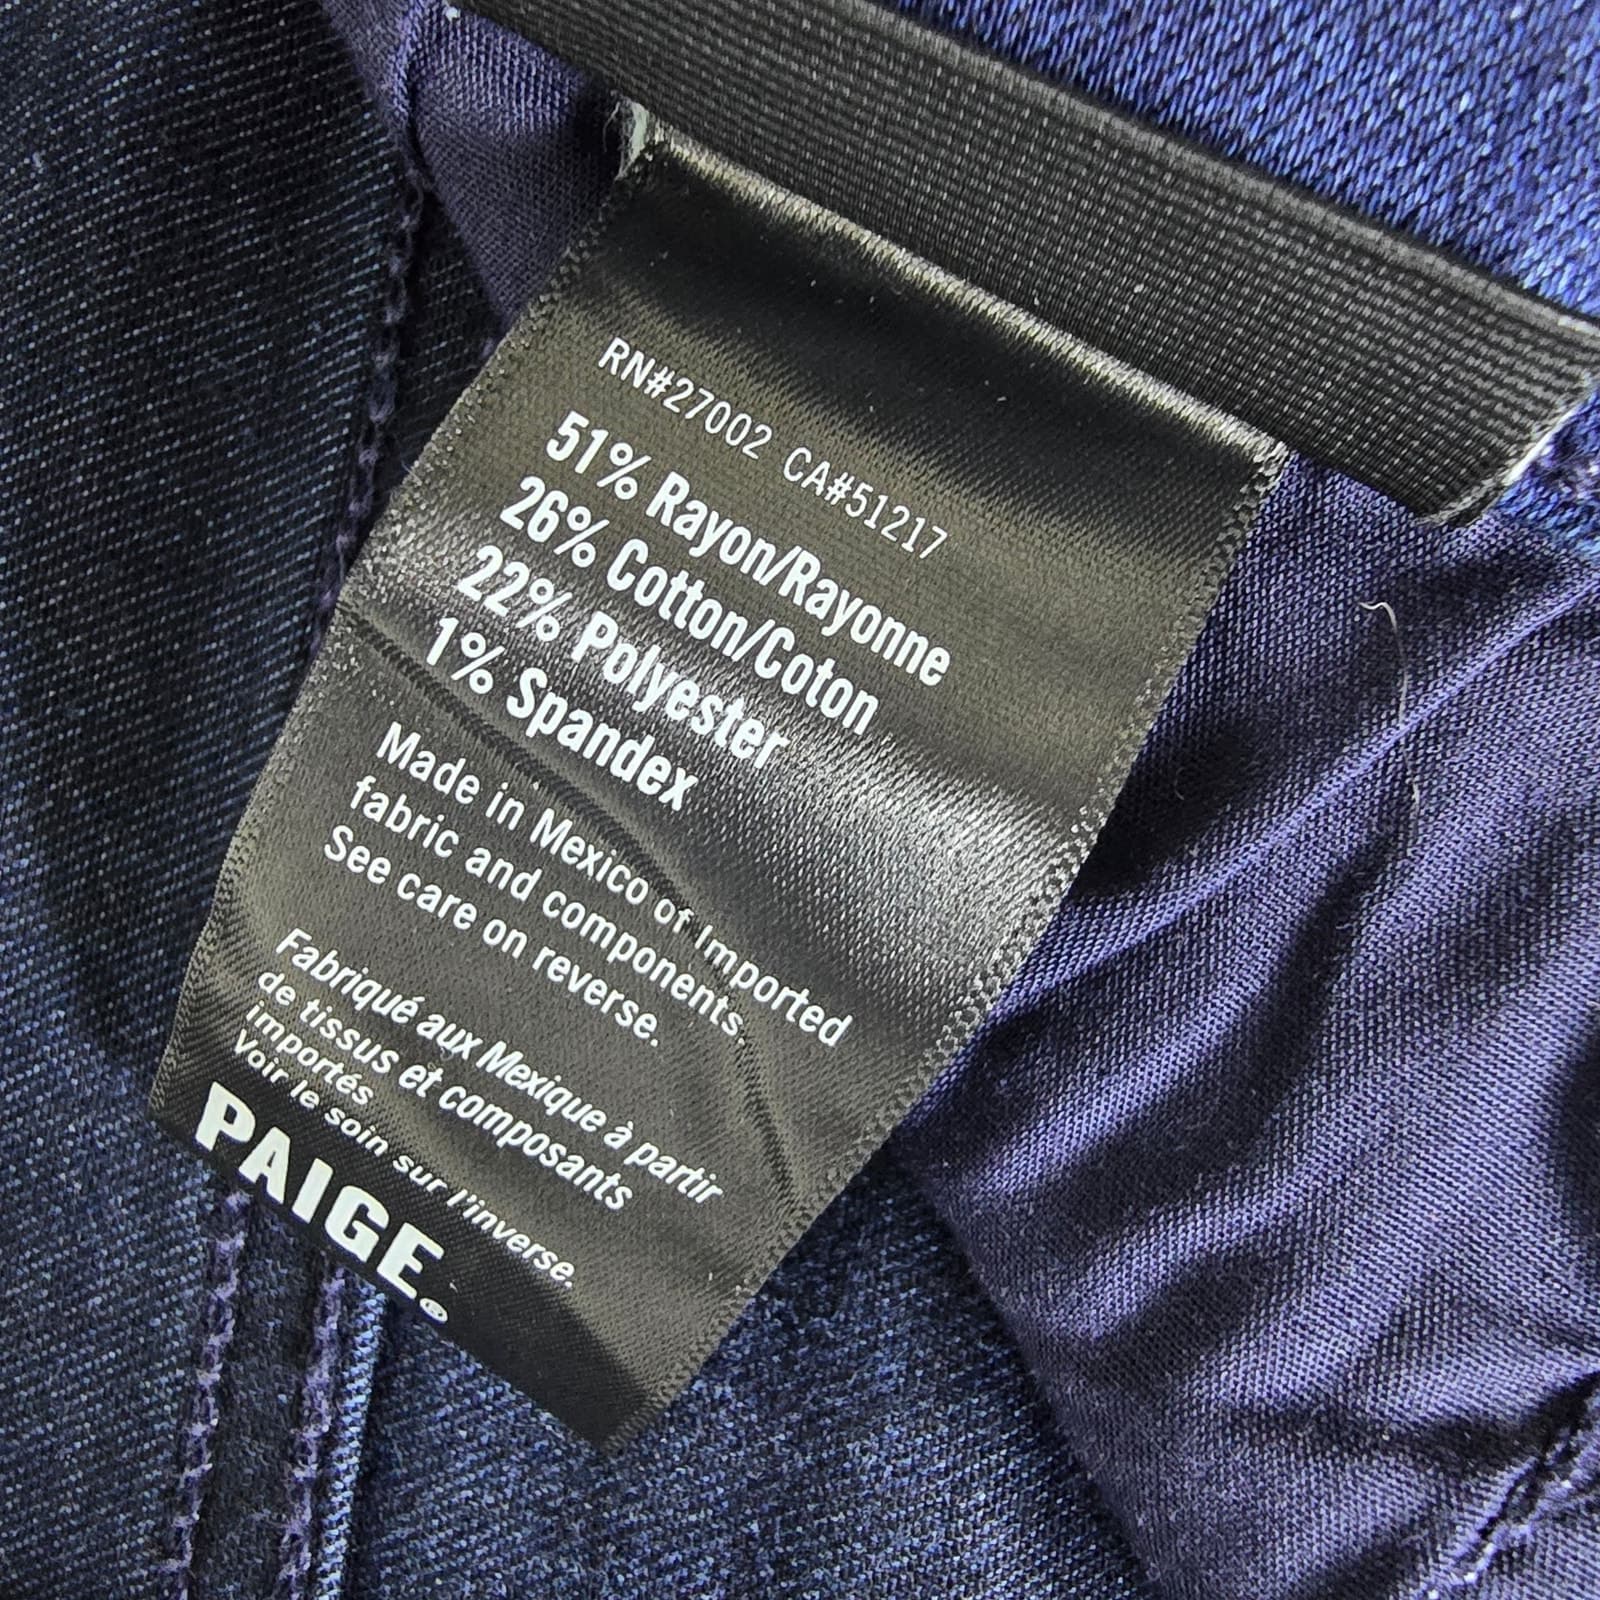 RN#27002 CA#51217
51% Rayon/Rayonne
26% Cotton/Coton
22% Polyester
1% Spandex
Made in Mexico of Imported
fabric and components.
See care on reverse.
Fabriqué aux Mexique à partir
de tissus et composants
importés
Voir le soin sur l'inverse.
PAIGE®